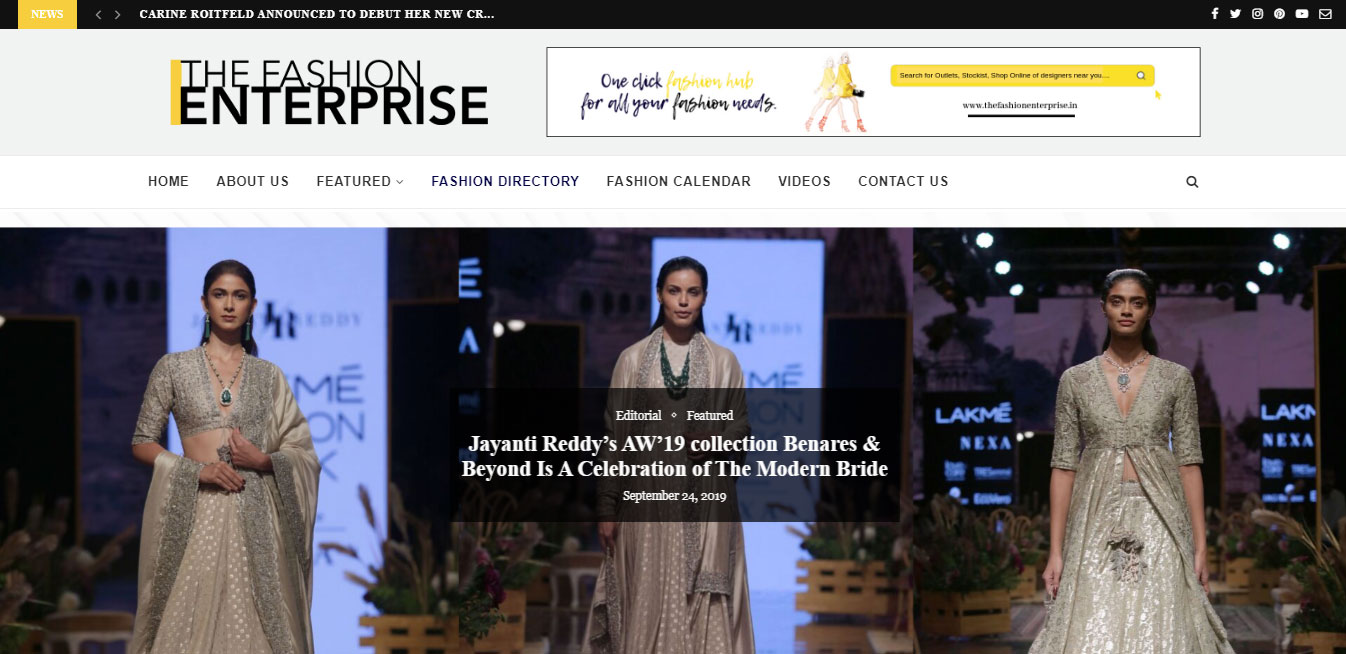 NEWS
CARINE ROITFELD ANNOUNCED TO DEBUT HER NEW CR...
THE FASHION
ENTERPRISE
One click fashion hub
for all your fashion needs.
Search for Outlets, Stockist, Shop Online of designers near you....
www.thefashionenterprise.in
HOME ABOUT US FEATURED FASHION DIRECTORY FASHION CALENDAR VIDEOS CONTACT US
Editorial ◇ Featured
Jayanti Reddy’s AW’19 collection Benares &
Beyond Is A Celebration of The Modern Bride
September 24, 2019
LAKMÉ
NEXA
LAKM
NEXA